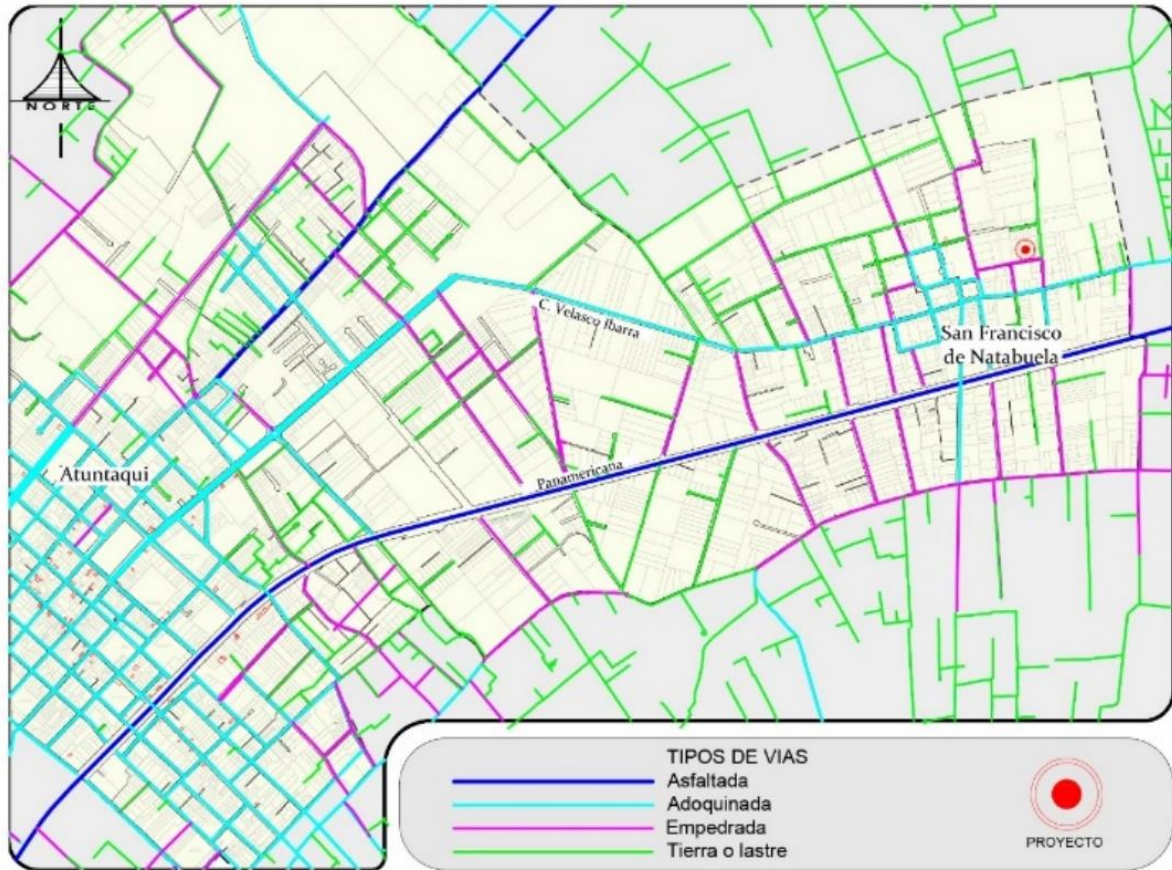 NORTE
C. Velasco Ibarra
San Francisco
de Natabuela
Panamericana
Atuntaqui
TIPOS DE VIAS
Asfaltada
Adoquinada
Empedrada
Tierra o lastre
PROYECTO